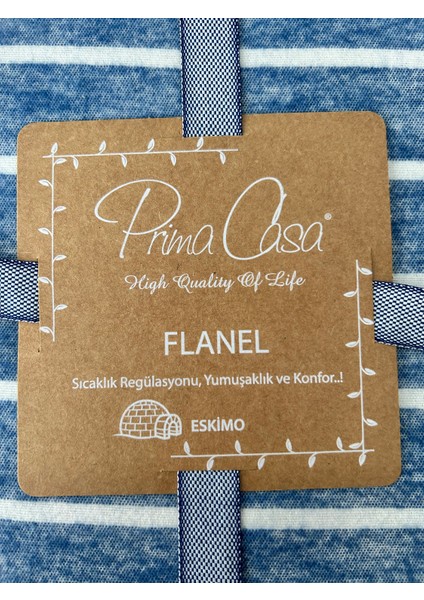 Prima Casa®
High Quality Of Life
FLANEL
Sıcaklık Regülasyonu, Yumuşaklık ve Konfor..!
ESKİMO